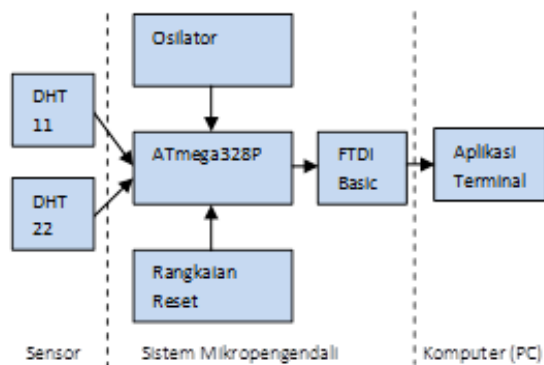 Osilator
DHT
11
ATmega328P
FTDI
Basic
Aplikasi
Terminal
DHT
22
Rangkaian
Reset
Sensor
Sistem Mikropengendali
Komputer (PC)